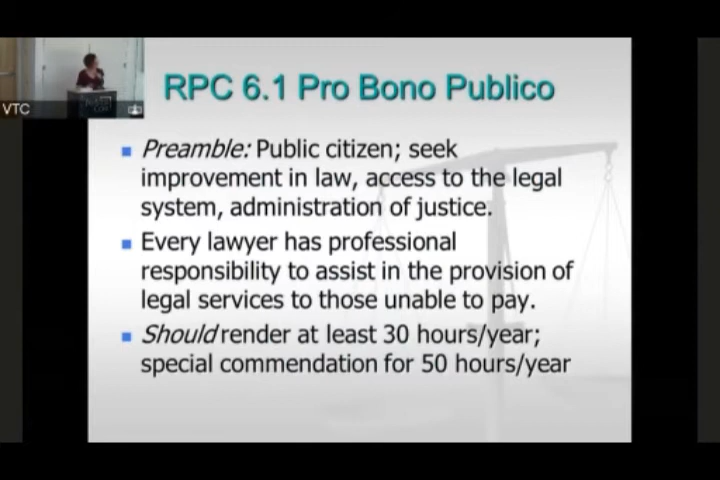 RPC 6.1 Pro Bono Publico
VTC
Preamble: Public citizen; seek
improvement in law, access to the legal
system, administration of justice.
Every lawyer has professional
responsibility to assist in the provision of
legal services to those unable to pay.
Should render at least 30 hours/year;
special commendation for 50 hours/year